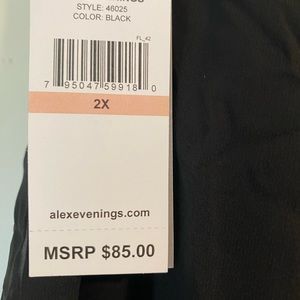 STYLE: 46025
COLOR: BLACK
FL_42
7 95047 59918 0
2X
alexevenings.com
MSRP $85.00